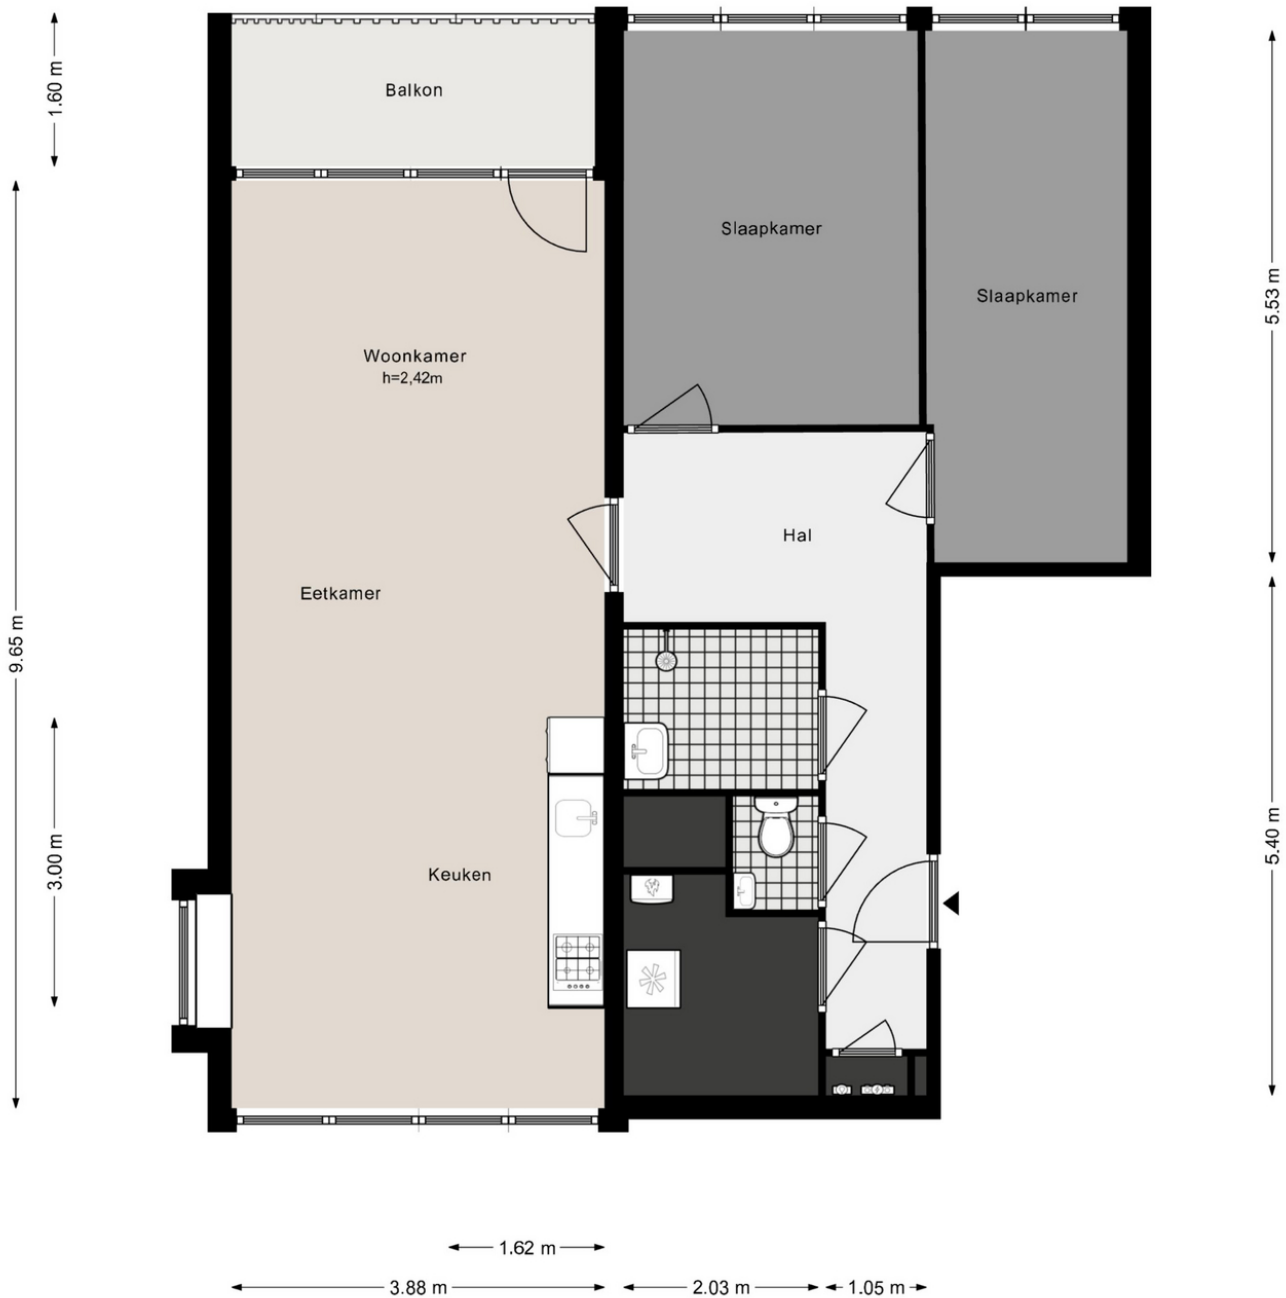 Balkon
1.60 m
Slaapkamer
Slaapkamer
5.53 m
Woonkamer
h=2,42m
Hal
Eetkamer
9.65 m
3.00 m
Keuken
5.40 m
1.62 m
3.88 m
2.03 m
1.05 m